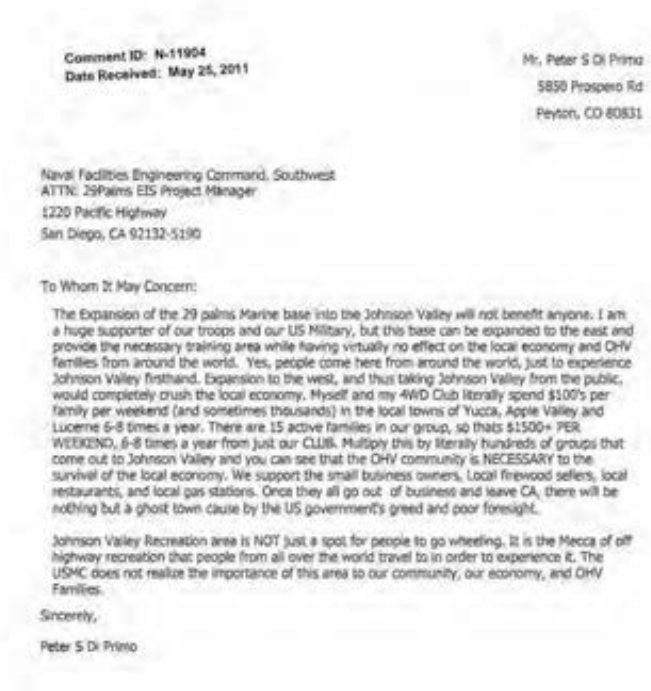 Comment ID: N-11904
Date Received: May 25, 2011
Mr. Peter S Di Primo
5850 Prospero Rd
Peyton, CO 80831
Naval Facilities Engineering Command, Southwest
ATTN: 29Palms EIS Project Manager
1220 Pacific Highway
San Diego, CA 92132-5190
To Whom It May Concern:
The Expansion of the 29 palms Marine base into the Johnson Valley will not benefit anyone. I am
a huge supporter of our troops and our US Military, but this base can be expanded to the east and
provide the necessary training area while having virtually no effect on the local economy and OHV
families from around the world.  Yes, people come here from around the world, just to experience
Johnson Valley firsthand. Expansion to the west, and thus taking Johnson Valley from the public,
would completely crush the local economy. Myself and my 4WD Club literally spend $100's per
family per weekend (and sometimes thousands) in the local towns of Yucca, Apple Valley and
Lucerne 6-8 times a year. There are 15 active families in our group, so thats $1500+ PER
WEEKEND, 6-8 times a year from just our CLUB. Multiply this by literally hundreds of groups that
come out to Johnson Valley and you can see that the OHV community is NECESSARY to the
survival of the local economy. We support the small business owners, Local firewood sellers, local
restaurants, and local gas stations. Once they all go out  of business and leave CA, there will be
nothing but a ghost town cause by the US government's greed and poor foresight.
Johnson Valley Recreation area is NOT just a spot for people to go wheeling. It is the Mecca of off
highway recreation that people from all over the world travel to in order to experience it. The
USMC does not realize the importance of this area to our community, our economy, and OHV
Families.
Sincerely,
Peter S Di Primo